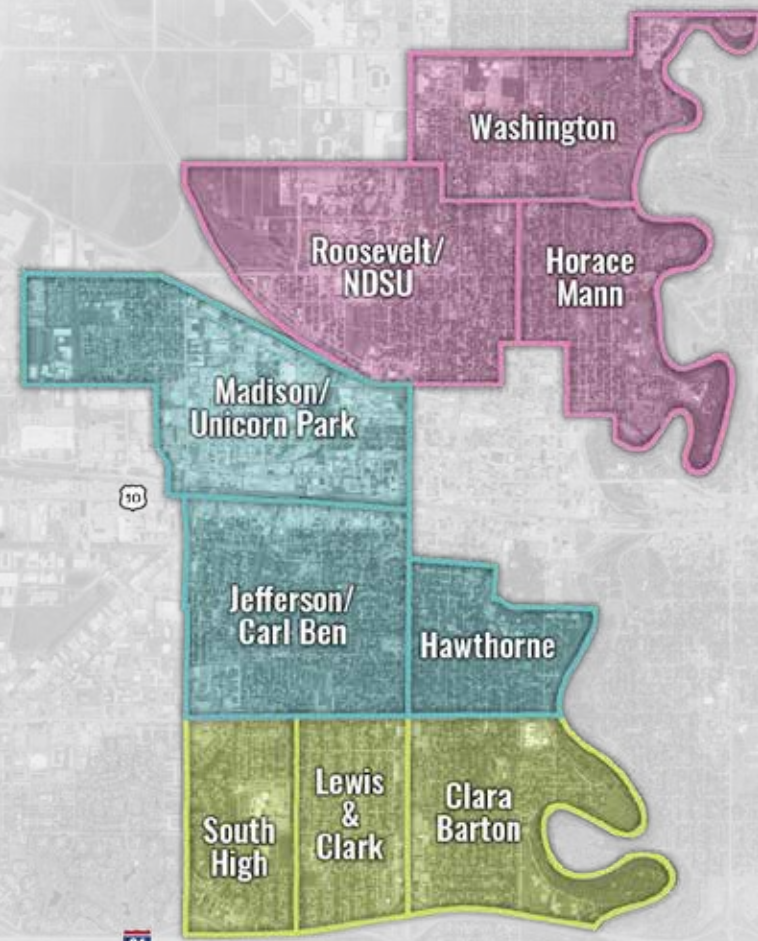 Washington
Roosevelt/
NDSU
Horace
Mann
Madison/
Unicorn Park
10
Jefferson/
Carl Ben
Hawthorne
Lewis
&
Clark
Clara
Barton
South
High